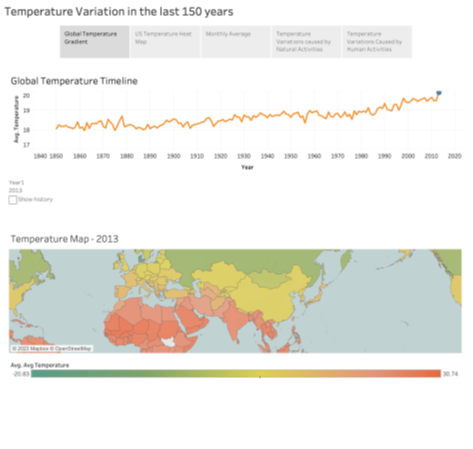 Temperature Variation in the last 150 years
Global Temperature Gradient
US Temperature Heat Map
Monthly Average
Temperature Variations caused by Natural Activities
Temperature Variations Caused by Human Activities
Global Temperature Timeline
Avg. Temperature
20
19
18
17
1840 1850 1860 1870 1880 1890 1900 1910 1920 1930 1940 1950 1960 1970 1980 1990 2000 2010 2020
Year
Year1
2013
Show history
Temperature Map - 2013
© 2023 Mapbox © OpenStreetMap
Avg. Avg Temperature
-20.83 30.74